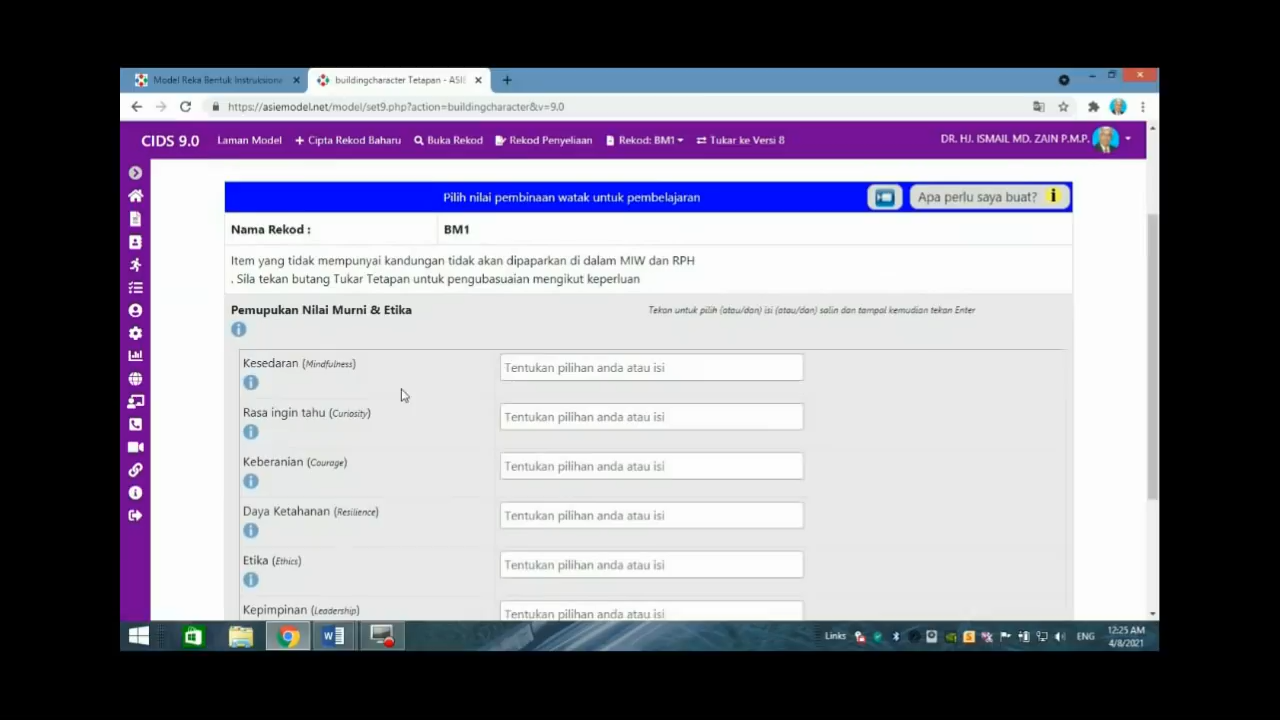 Model Reka Bentuk Instruksiona
buildingcharacter Tetapan - ASIE
https://asiemodel.net/model/set9.php?action=buildingcharacter&v=9.0
CIDS 9.0 Laman Model Cipta Rekod Baharu Buka Rekod Rekod Penyeliaan Rekod: BM1 Tukar ke Versi 8 DR. HJ. ISMAIL MD. ZAIN P.M.P.
Pilih nilai pembinaan watak untuk pembelajaran Apa perlu saya buat? i
Nama Rekod : BM1
Item yang tidak mempunyai kandungan tidak akan dipaparkan di dalam MIW dan RPH
. Sila tekan butang Tukar Tetapan untuk pengubasuaian mengikut keperluan
Pemupukan Nilai Murni & Etika Tekan untuk pilih (atau/dan) isi (atau/dan) salin dan tampal kemudian tekan Enter
Kesedaran (Mindfulness) Tentukan pilihan anda atau isi
Rasa ingin tahu (Curiosity) Tentukan pilihan anda atau isi
Keberanian (Courage) Tentukan pilihan anda atau isi
Daya Ketahanan (Resilience) Tentukan pilihan anda atau isi
Etika (Ethics) Tentukan pilihan anda atau isi
Kepimpinan (Leadership) Tentukan pilihan anda atau isi
Links ENG 12:25 AM
4/8/2021